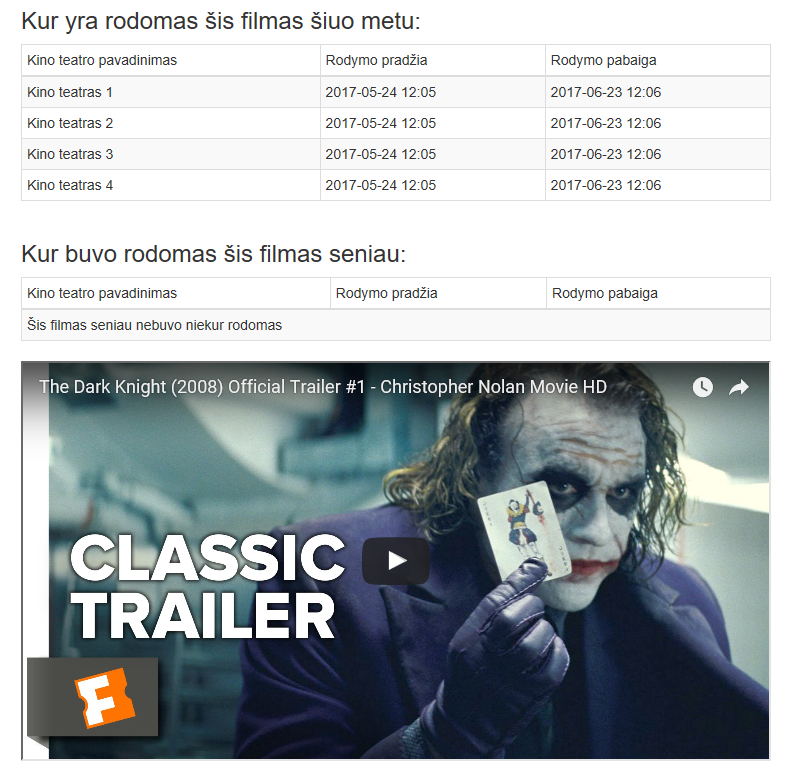 Kur yra rodomas šis filmas šiuo metu:
Kino teatro pavadinimas Rodymo pradžia Rodymo pabaiga
Kino teatras 1 2017-05-24 12:05 2017-06-23 12:06
Kino teatras 2 2017-05-24 12:05 2017-06-23 12:06
Kino teatras 3 2017-05-24 12:05 2017-06-23 12:06
Kino teatras 4 2017-05-24 12:05 2017-06-23 12:06
Kur buvo rodomas šis filmas seniau:
Kino teatro pavadinimas Rodymo pradžia Rodymo pabaiga
Šis filmas seniau nebuvo niekur rodomas
The Dark Knight (2008) Official Trailer #1 - Christopher Nolan Movie HD
CLASSIC
TRAILER
F